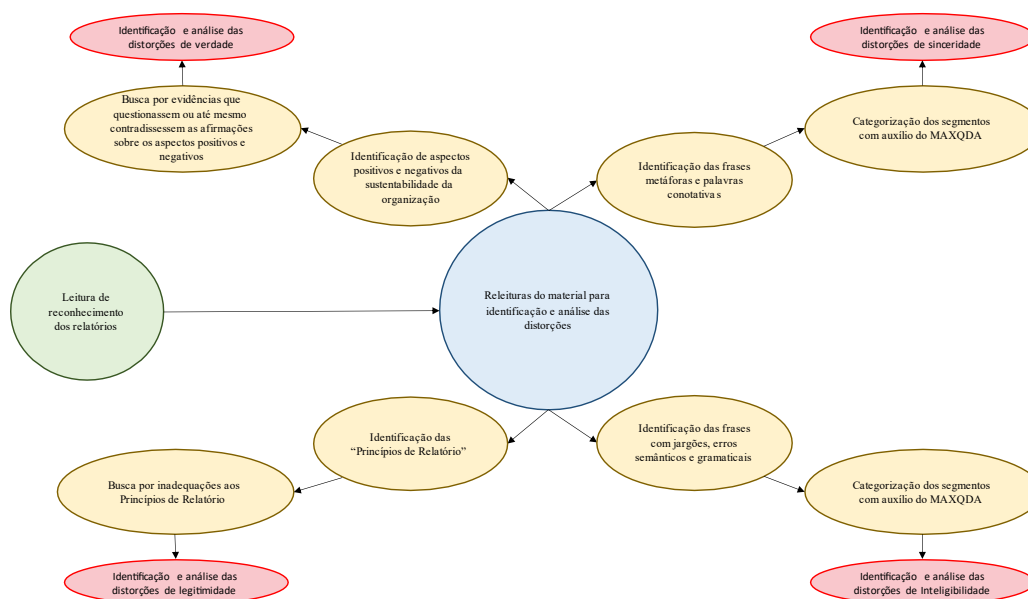 Identificação e análise das
distorções de verdade
Identificação e análise das
distorções de sinceridade
Busca por evidências que
questionassem ou até mesmo
contradissessem as afirmações
sobre os aspectos positivos e
negativos
Identificação de aspectos
positivos e negativos da
sustentabilidade da
organização
Identificação das frases
metáforas e palavras
conotativas
Categorização dos segmentos
com auxílio do MAXQDA
Leitura de
reconhecimento
dos relatórios
Releituras do material para
identificação e análise das
distorções
Identificação das
“Princípios de Relatório”
Identificação das frases
com jargões, erros
semânticos e gramaticais
Busca por inadequações aos
Princípios de Relatório
Categorização dos segmentos
com auxílio do MAXQDA
Identificação e análise das
distorções de legitimidade
Identificação e análise das
distorções de Inteligibilidade